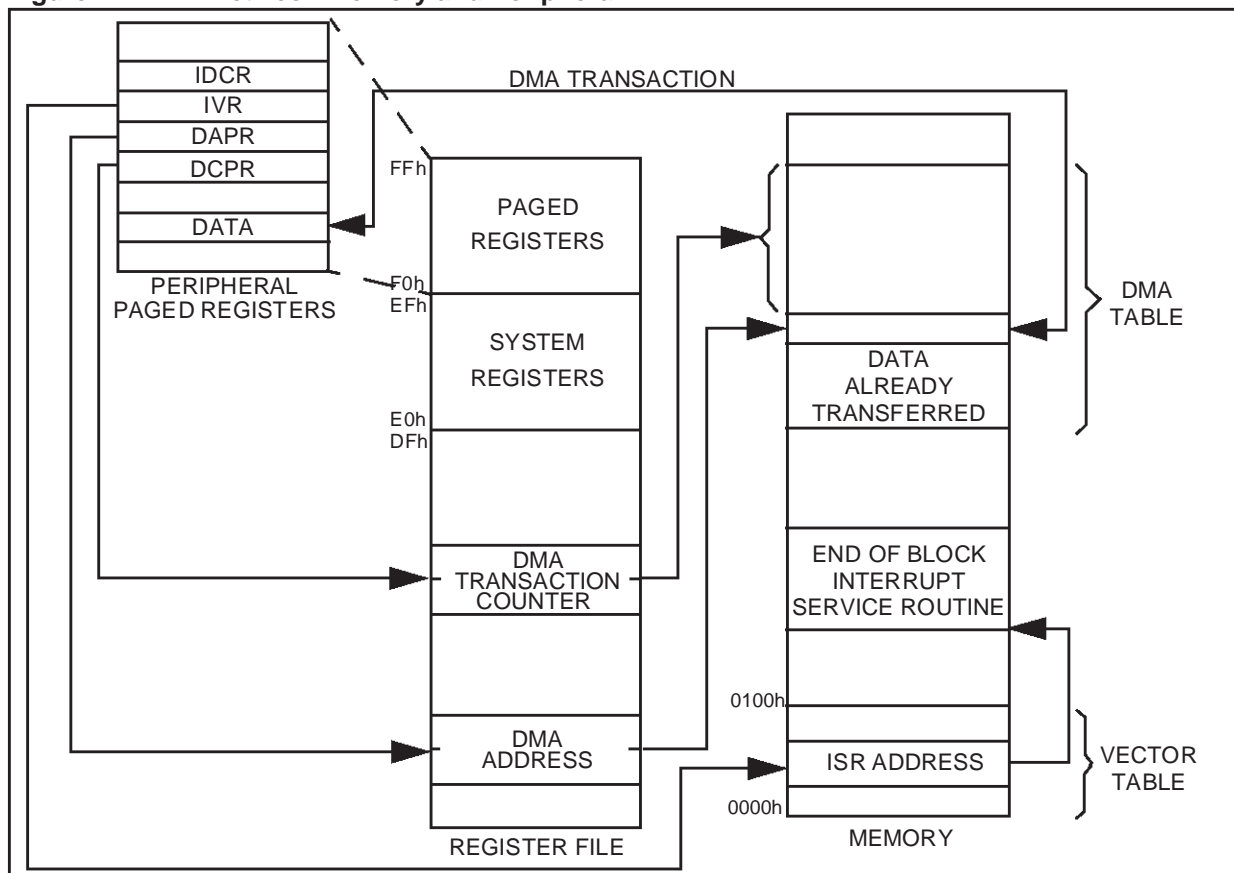 IDCR
IVR
DAPR
DCPR
DATA
PERIPHERAL
PAGED REGISTERS
DMA TRANSACTION
FFh
PAGED
REGISTERS
F0h
EFh
SYSTEM
REGISTERS
E0h
DFh
DMA
TRANSACTION
COUNTER
DMA
ADDRESS
REGISTER FILE
DATA
ALREADY
TRANSFERRED
END OF BLOCK
INTERRUPT
SERVICE ROUTINE
0100h
ISR ADDRESS
0000h
MEMORY
DMA
TABLE
VECTOR
TABLE